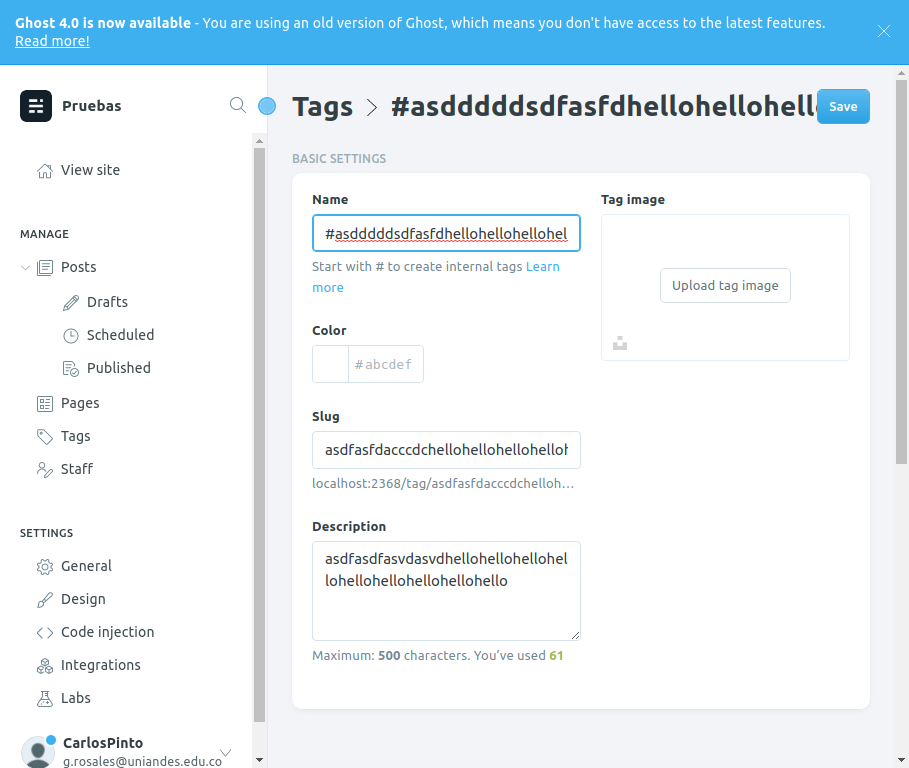 Ghost 4.0 is now available - You are using an old version of Ghost, which means you don't have access to the latest features.
Read more!
Pruebas
View site
MANAGE
Posts
Drafts
Scheduled
Published
Pages
Tags
Staff
SETTINGS
General
Design
Code injection
Integrations
Labs
CarlosPinto
g.rosales@uniandes.edu.co
Tags > #asdddddsdfasfdhellohellohello
Save
BASIC SETTINGS
Name
#asdddddsdfasfdhellohellohellohel
Start with # to create internal tags Learn
more
Color
#abcdef
Slug
asdfasfdacccdchellohellohellohelloh
localhost:2368/tag/asdfasfdacccdchelloh…
Description
asdfasdfasvdasvdhellohellohellohel
lohellohellohellohellohello
Maximum: 500 characters. You’ve used 61
Tag image
Upload tag image